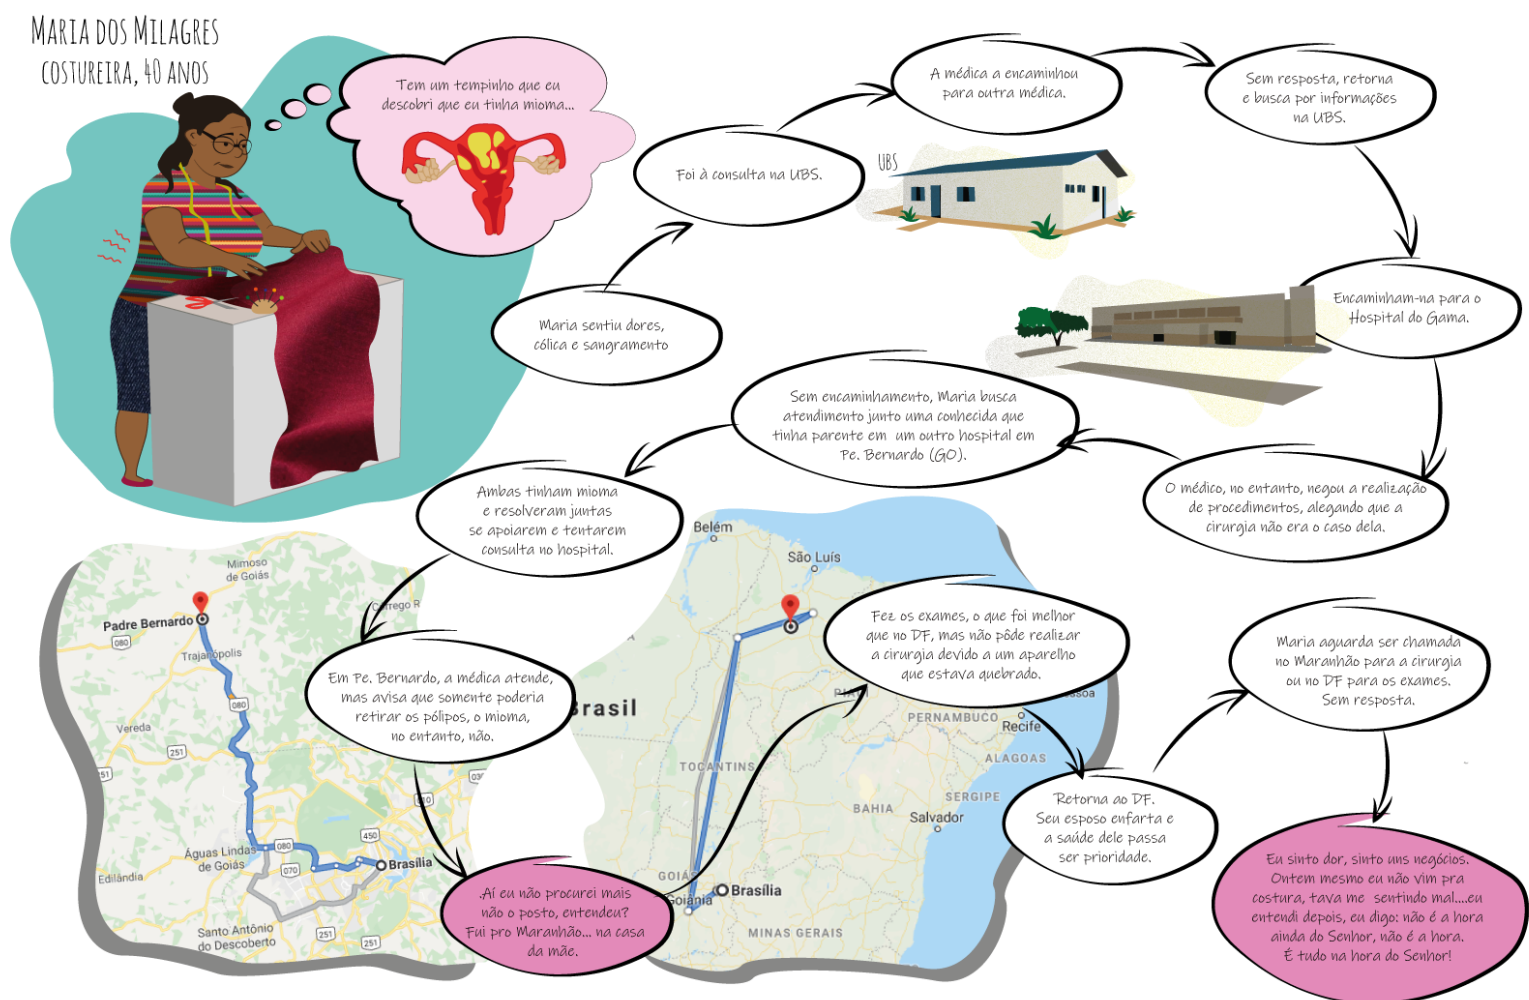 MARIA DOS MILAGRES
COSTUREIRA, 40 ANOS
Tem um tempinho que eu
descobri que eu tinha mioma...
Maria sentiu dores,
cólica e sangramento
Foi à consulta na UBS.
A médica a encaminhou
para outra médica.
Sem resposta, retorna
e busca por informações
na UBS.
UBS
Encaminham-na para o
Hospital do Gama.
O médico, no entanto, negou a realização
de procedimentos, alegando que a
cirurgia não era o caso dela.
Sem encaminhamento, Maria busca
atendimento junto uma conhecida que
tinha parente em um outro hospital em
Pe. Bernardo (GO).
Ambas tinham mioma
e resolveram juntas
se apoiarem e tentarem
consulta no hospital.
Em Pe. Bernardo, a médica atende,
mas avisa que somente poderia
retirar os pólipos, o mioma,
no entanto, não.
.Aí eu não procurei mais
não o posto, entendeu?
Fui pro Maranhão... na casa
da mãe.
Fez os exames, o que foi melhor
que no DF, mas não pôde realizar
a cirurgia devido a um aparelho
que estava quebrado.
Retorna ao DF.
Seu esposo enfarta e
a saúde dele passa
ser prioridade.
Maria aguarda ser chamada
no Maranhão para a cirurgia
ou no DF para os exames.
Sem resposta.
Eu sinto dor, sinto uns negócios.
Ontem mesmo eu não vim pra
costura, tava me sentindo mal....eu
entendi depois, eu digo: não é a hora
ainda do Senhor, não é a hora.
É tudo na hora do Senhor!
Mimoso
de Goiás
Padre Bernardo
080
Trajanópolis
080
Vereda
251
251
450
080
070
Águas Lindas
de Goiás
Brasília
Edilândia
Santo Antônio
do Descoberto
251
251
Belém
São Luís
Brasil
PERNAMBUCO
Recife
ALAGOAS
TOCANTINS
SERGIPE
BAHIA
Salvador
GOIÁS
Brasília
Goiânia
MINAS GERAIS